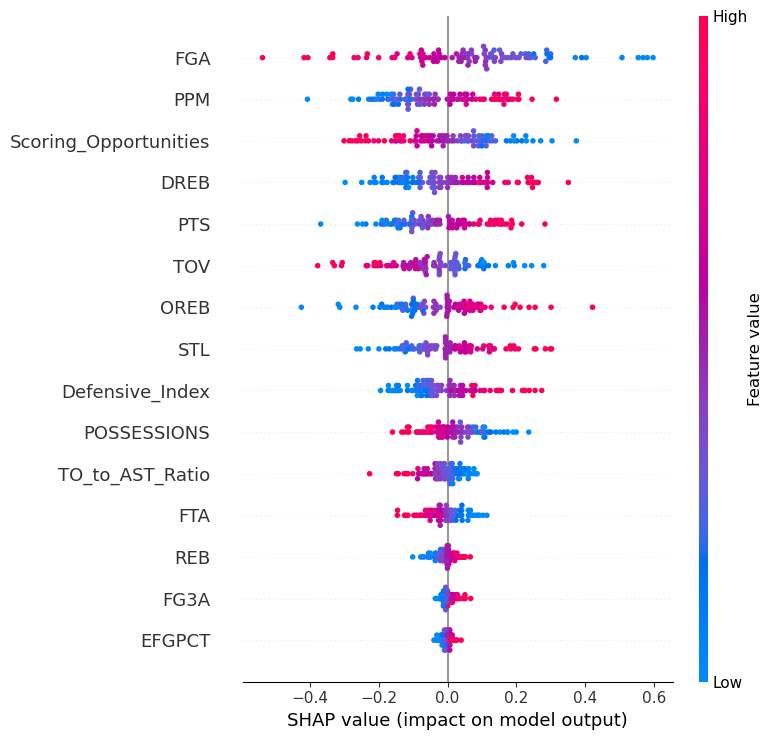 High
FGA
PPM
Scoring_Opportunities
DREB
PTS
TOV
OREB
STL
Defensive_Index
POSSESSIONS
TO_to_AST_Ratio
FTA
REB
FG3A
EFGPCT
Feature value
Low
−0.4 −0.2 0.0 0.2 0.4 0.6
SHAP value (impact on model output)